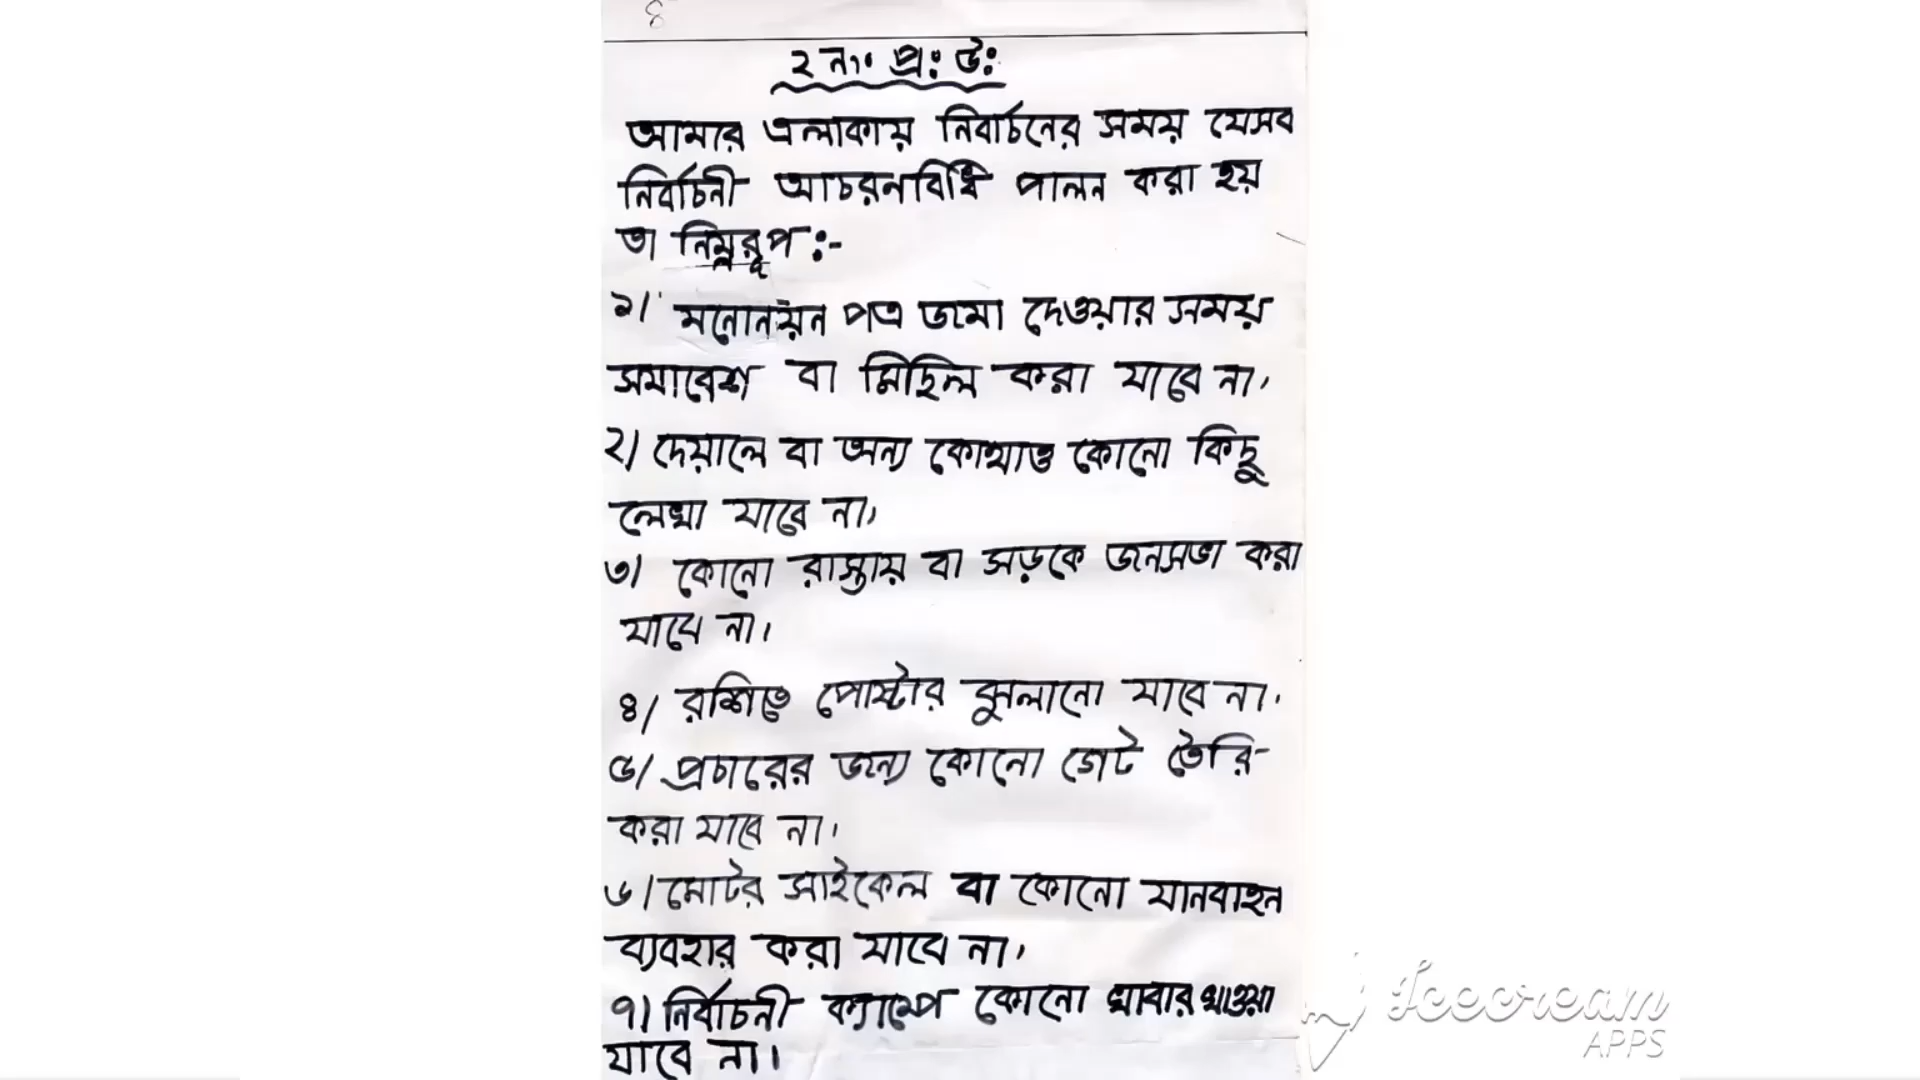 ৪
২ নং প্র: উ:
আমার এলাকায় নির্বাচনের সময় যেসব
নির্বাচনী আচরনবিধি পালন করা হয়
তা নিম্নরূপ:-
১। মনোনয়ন পত্র জমা দেওয়ার সময়
সমাবেশ বা মিছিল করা যাবে না,
২) দেয়ালে বা অন্য কোথাও কোনো কিছু
লেখা যাবে না,
৩) কোনো রাস্তায় বা সড়কে জনসভা করা
যাবে না।
৪/ রশিতে পোস্টার ঝুলানো যাবে না।
৫/ প্রচারের জন্য কোনো গেট তৈরি
করা যাবে না।
৬। মোটর সাইকেল বা কোনো যানবাহন
ব্যবহার করা যাবে না,
৭) নির্বাচনী ক্যাম্পে কোনো খাবার খাওয়া
যাবে না।
Icecream
APPS